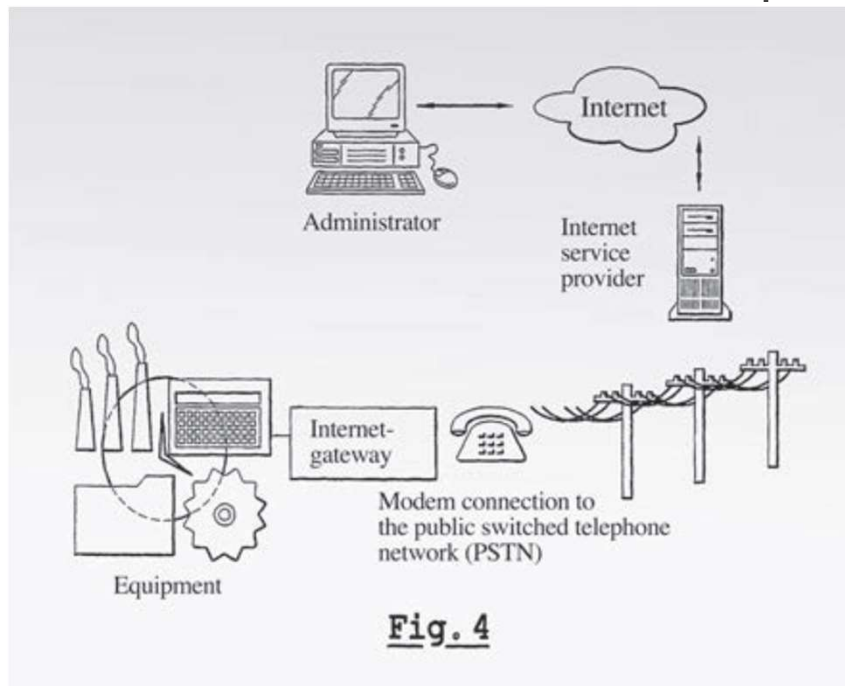 Internet
Administrator
Internet
service
provider
Internet-
gateway
Modem connection to
the public switched telephone
network (PSTN)
Equipment
Fig. 4